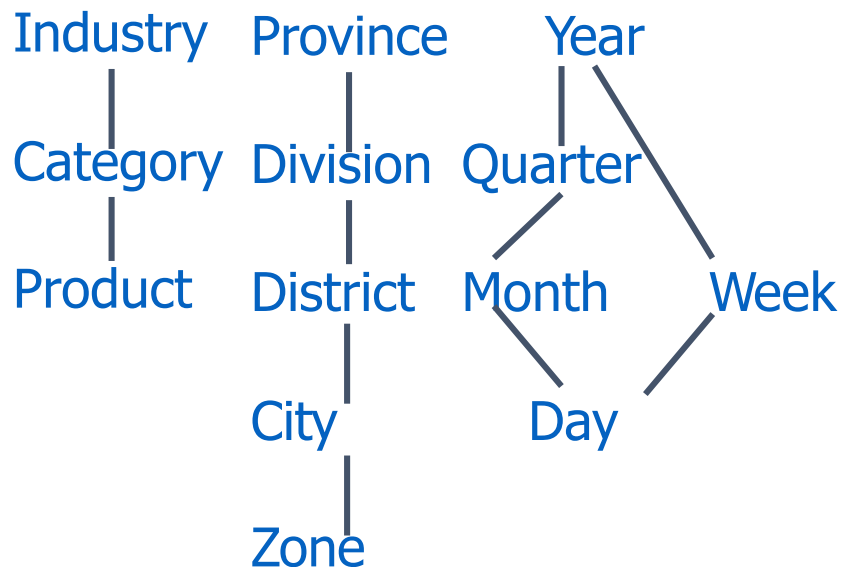 Industry
Province
Year
Category
Division
Quarter
Product
District
Month
Week
City
Day
Zone